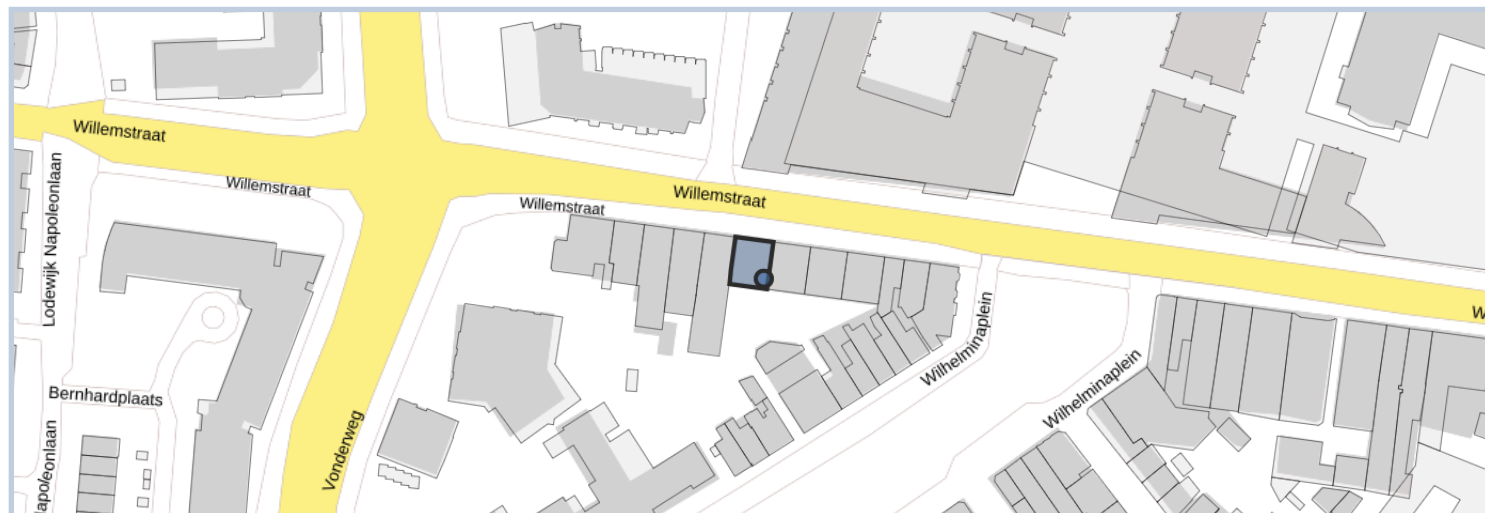 Willemstraat
Willemstraat
Willemstraat
Willemstraat
Lodewijk Napoleonlaan
Wilhelminaplein
Wilhelminaplein
Bernhardplaats
Vonderweg